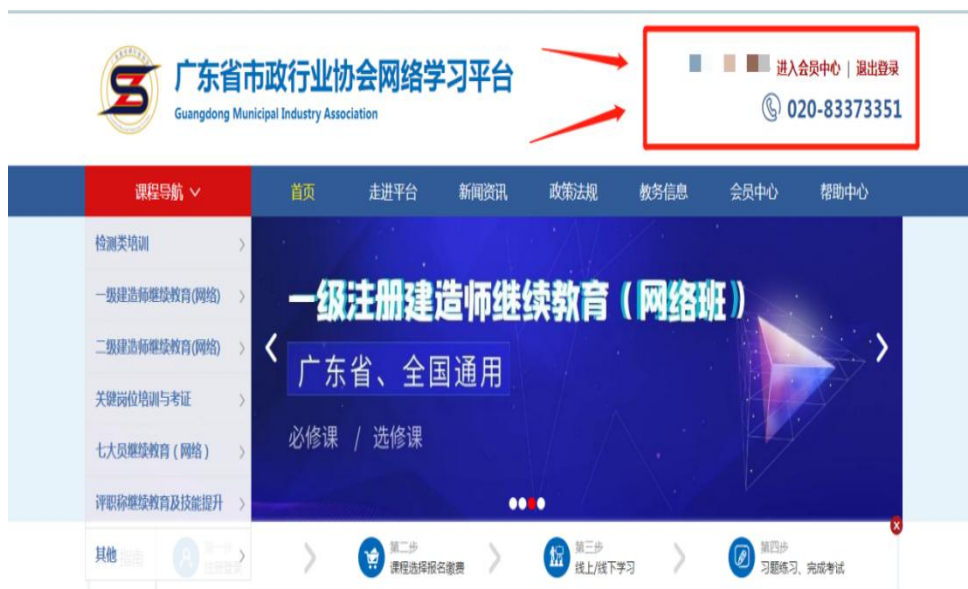 广东省市政行业协会网络学习平台
Guangdong Municipal Industry Association
进入会员中心 | 退出登录
020-83373351
课程导航 首页 走进平台 新闻资讯 政策法规 教务信息 会员中心 帮助中心
检测类培训
一级建造师继续教育(网络)
二级建造师继续教育(网络)
关键岗位培训与考证
七大员继续教育(网络)
评职称继续教育及技能提升
其他
一级注册建造师继续教育(网络班)
广东省、全国通用
必修课 / 选修课
指南
第一步
注册登录
第二步
课程选择报名缴费
第三步
线上/线下学习
第四步
习题练习、完成考试